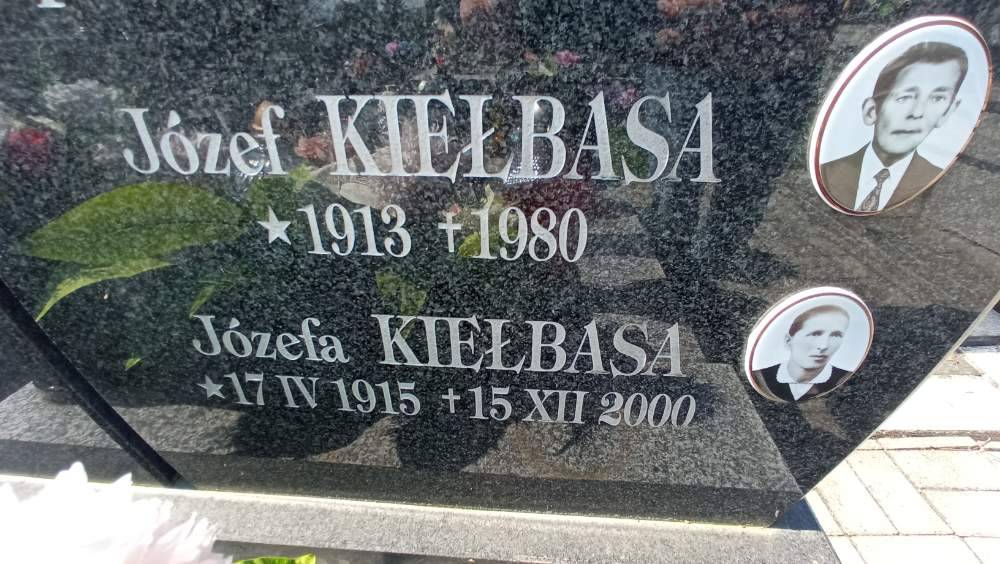 Józef KIEŁBASA
★1913 †1980
Józefa KIEŁBASA
★17 IV 1915 †15 XII 2000